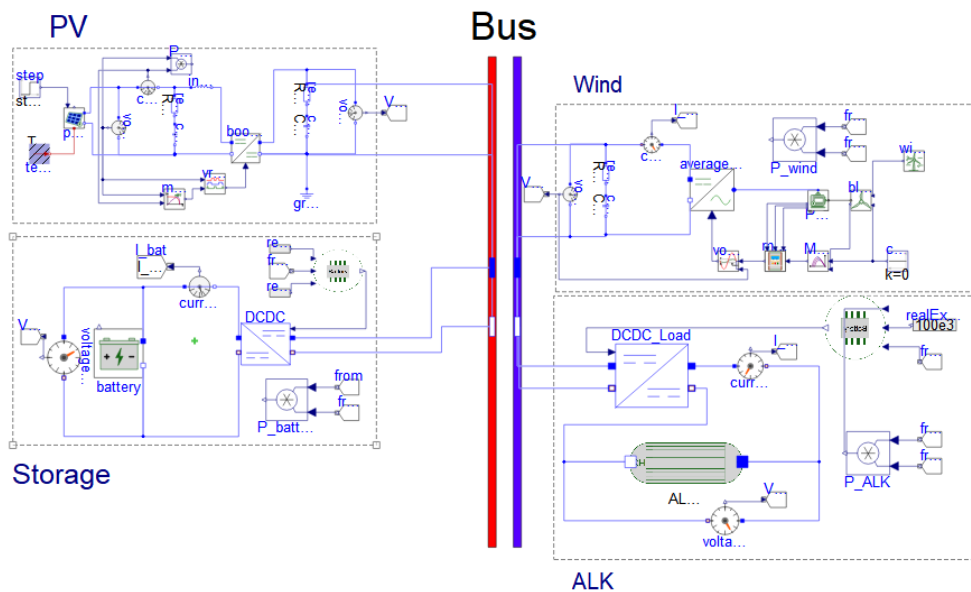 Bus
PV
step
st...
P
in...
c...
re...
R...
C...
vo...
boo...
vo...
V
p...
T
te...
m...
vr
gr...
Wind
I
c...
average...
P_wind
fr
fr
wi...
V
vo...
re...
R...
C...
bl
P...
vo...
m...
M
c
k=0
I_bat
I_...
curr...
re...
fr
re...
V
voltage...
battery
DCDC
from
fr...
P_batt...
Storage
DCDC_Load
I
curr...
realEx...
100e3
fr
fr
fr
P_ALK
AL...
V
volta...
ALK